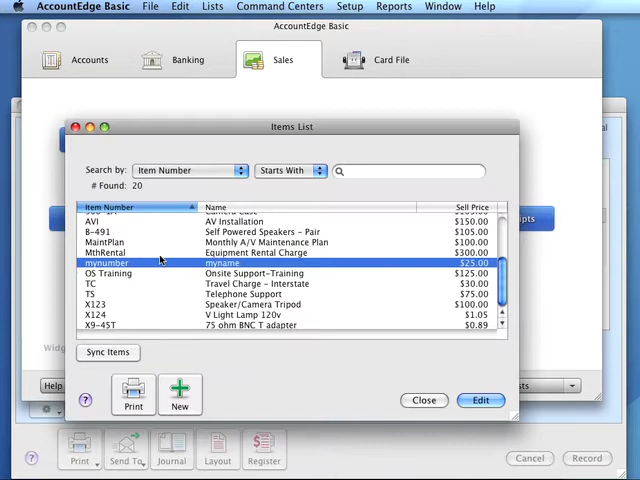 AccountEdge Basic File Edit Lists Command Centers Setup Reports Window Help
AccountEdge Basic
Accounts Banking Sales Card File
Items List
Search by: Item Number Starts With
# Found: 20
Item Number Name Sell Price
AVI AV Installation $150.00
B-491 Self Powered Speakers - Pair $105.00
MaintPlan Monthly A/V Maintenance Plan $100.00
MthRental Equipment Rental Charge $300.00
mynumber myname $25.00
OS Training Onsite Support-Training $125.00
TC Travel Charge - Interstate $30.00
TS Telephone Support $75.00
X123 Speaker/Camera Tripod $100.00
X124 V Light Lamp 120v $1.05
X9-45T 75 ohm BNC T adapter $0.89
Sync Items
? Print New Close Edit
Help
? Print Send To Journal Layout Register Cancel Record